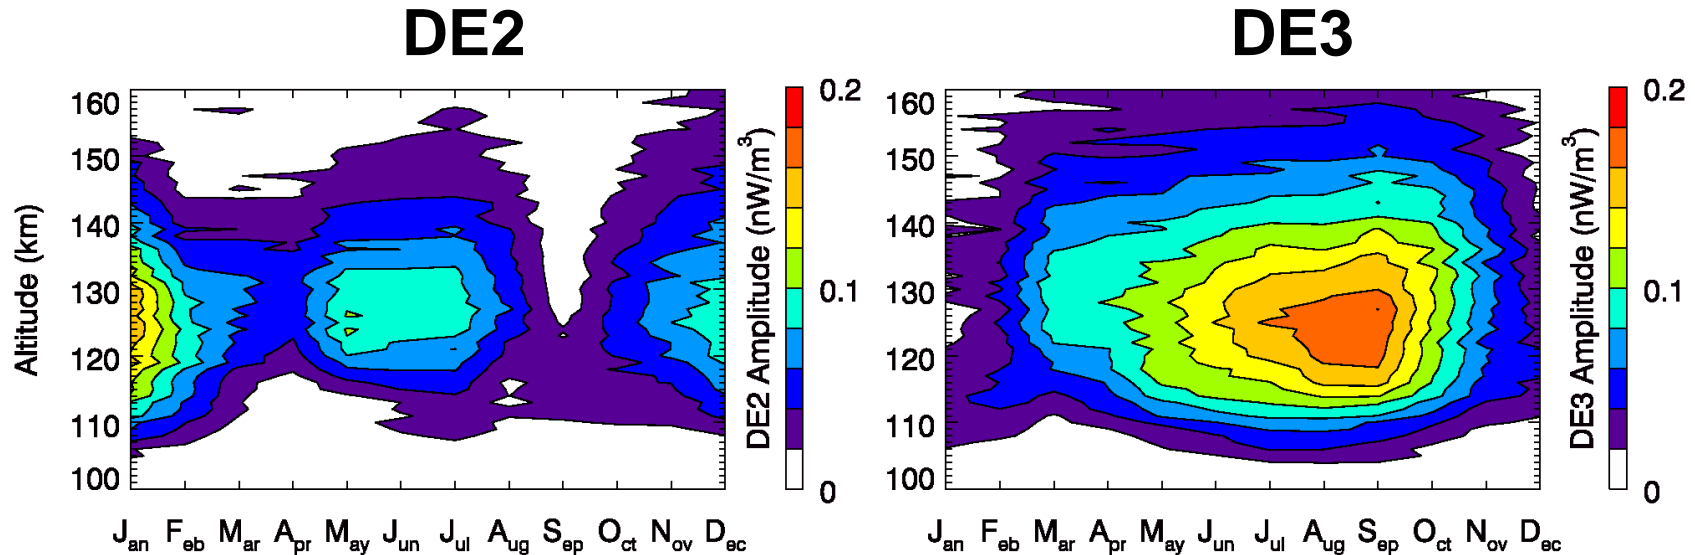 DE2
DE3
Altitude (km)
160
150
140
130
120
110
100
Jan Feb Mar Apr May Jun Jul Aug Sep Oct Nov Dec
DE2 Amplitude (nW/m³)
0.2
0.1
0
160
150
140
130
120
110
100
Jan Feb Mar Apr May Jun Jul Aug Sep Oct Nov Dec
DE3 Amplitude (nW/m³)
0.2
0.1
0